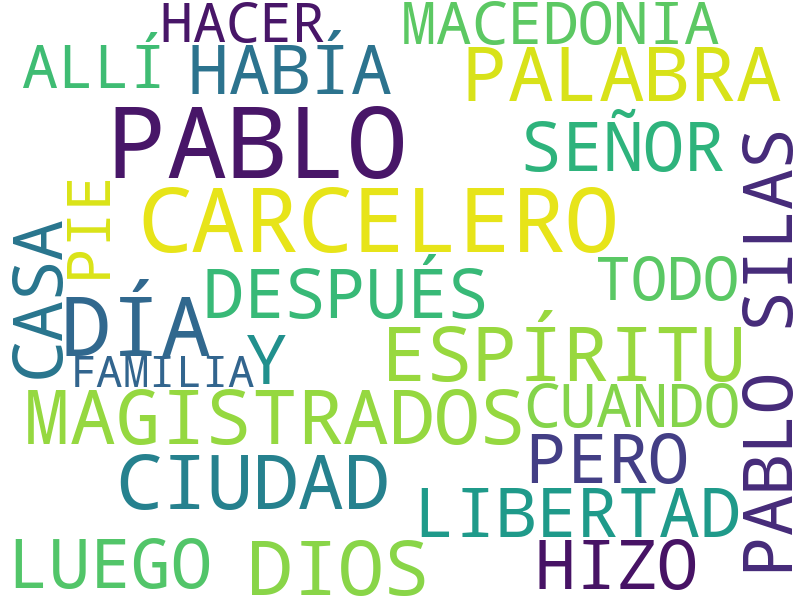 HACER
MACEDONIA
ALLÍ
HABÍA
PALABRA
PABLO
SEÑOR
PIE
CARCELERO
PABLO SILAS
CASA
DESPUÉS
TODO
DÍA
ESPÍRITU
Y
FAMILIA
MAGISTRADOS
CUANDO
CIUDAD
PERO
LIBERTAD
LUEGO
DIOS
HIZO